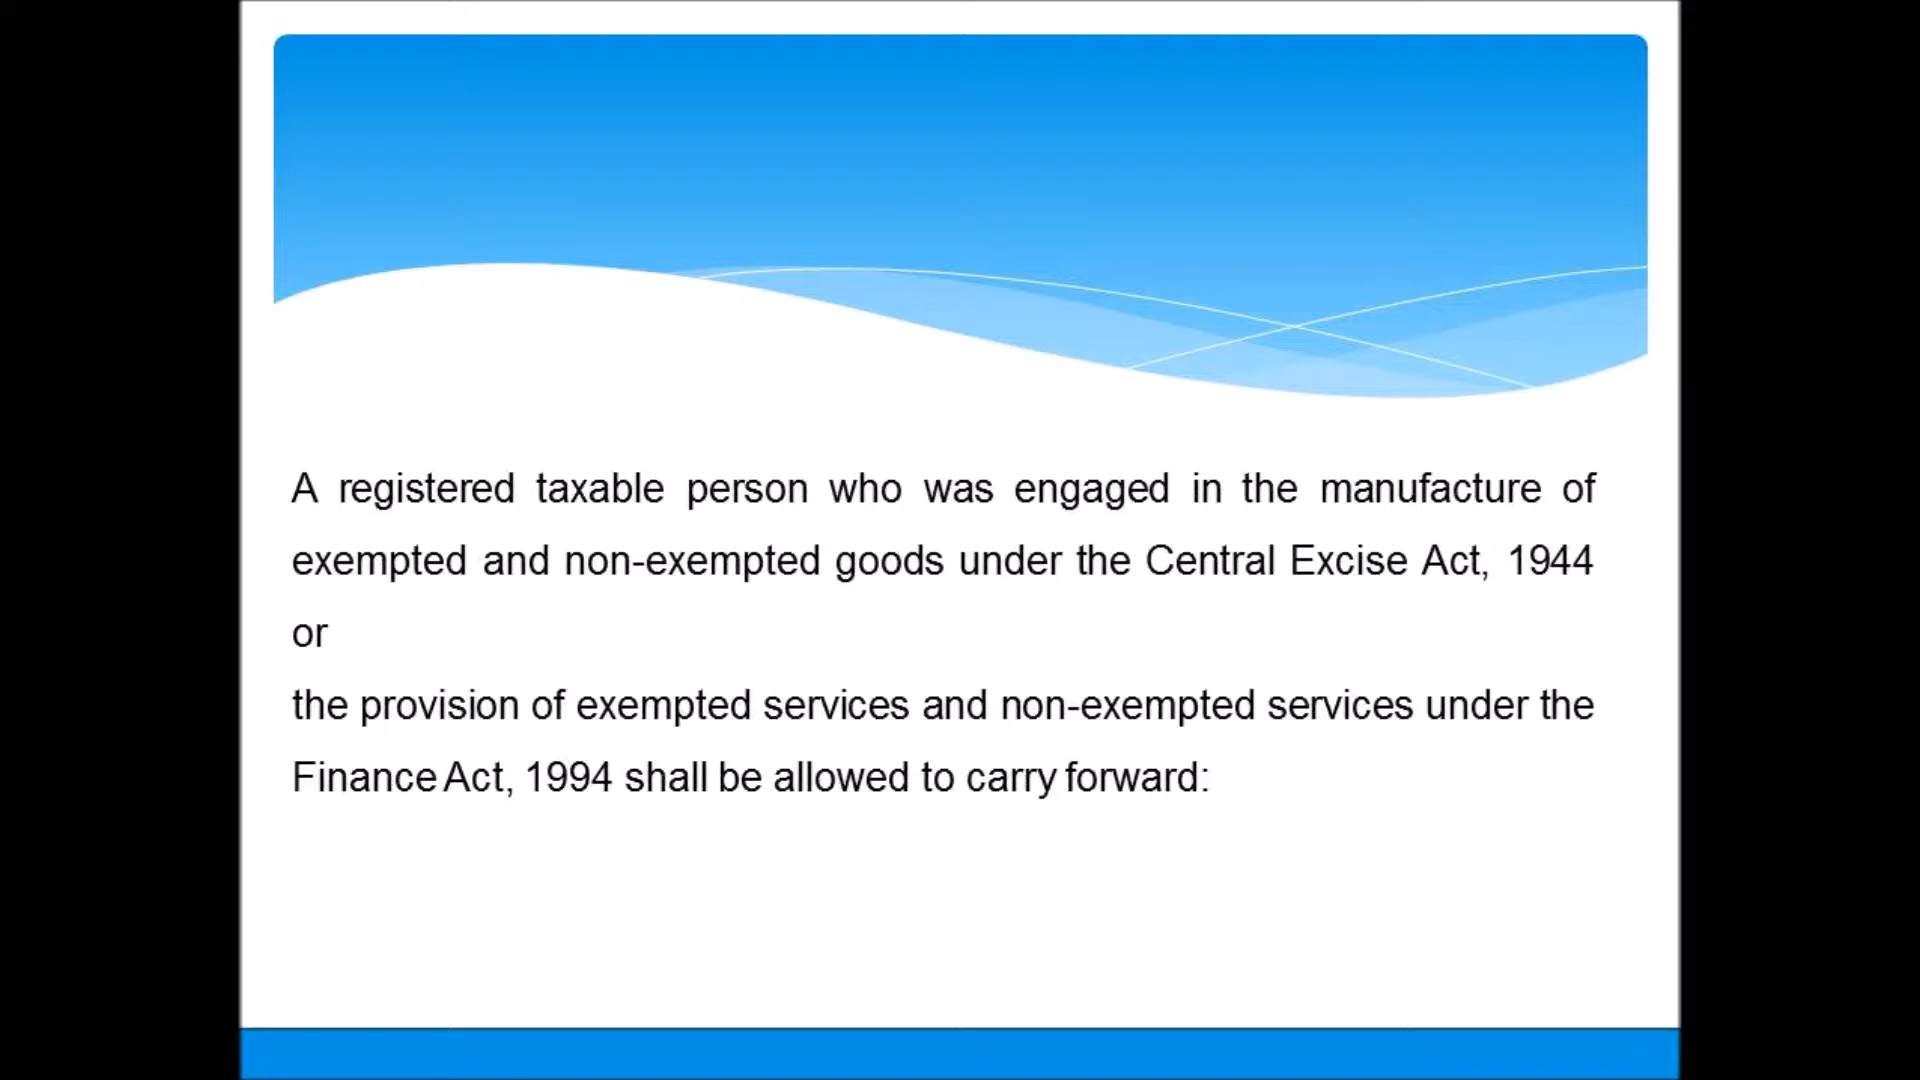 A registered taxable person who was engaged in the manufacture of
exempted and non-exempted goods under the Central Excise Act, 1944
or
the provision of exempted services and non-exempted services under the
Finance Act, 1994 shall be allowed to carry forward: